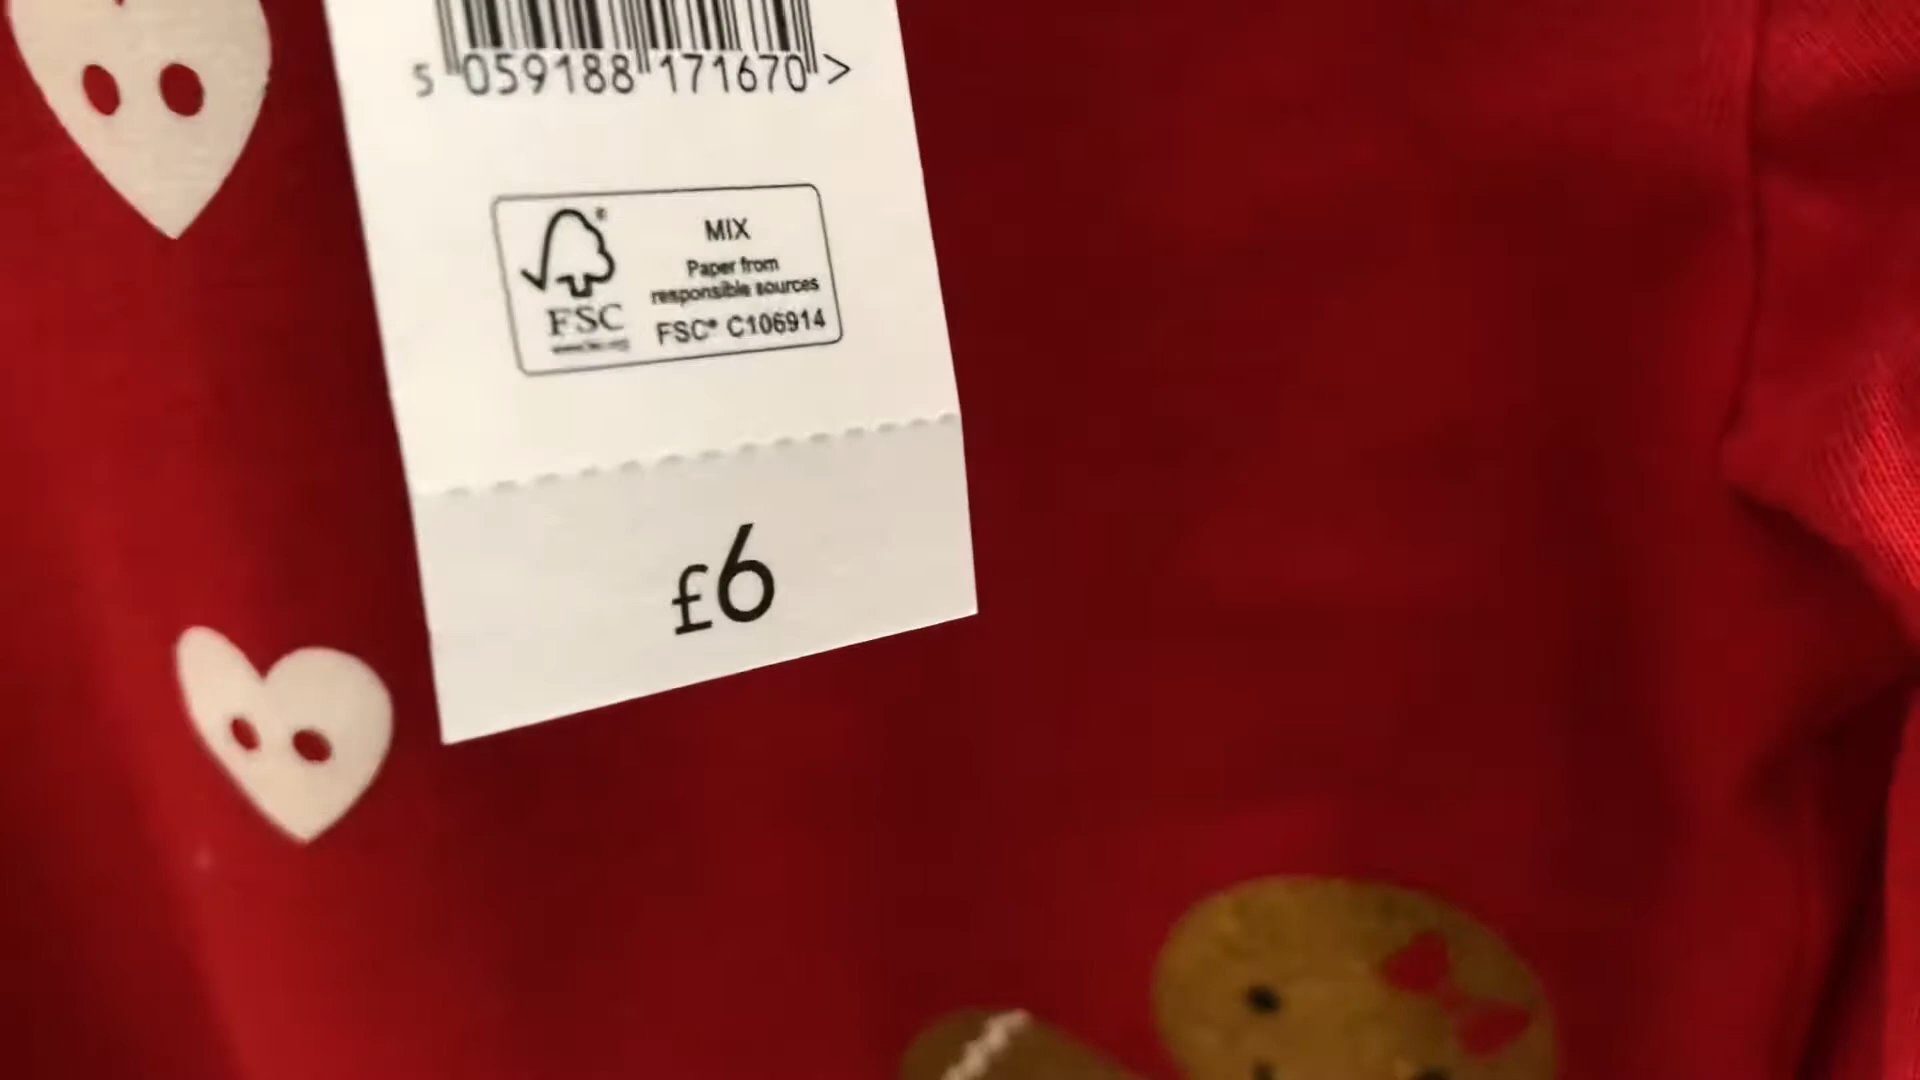 5 059188 171670 >
MIX
Paper from
responsible sources
FSC® C106914
FSC
£6